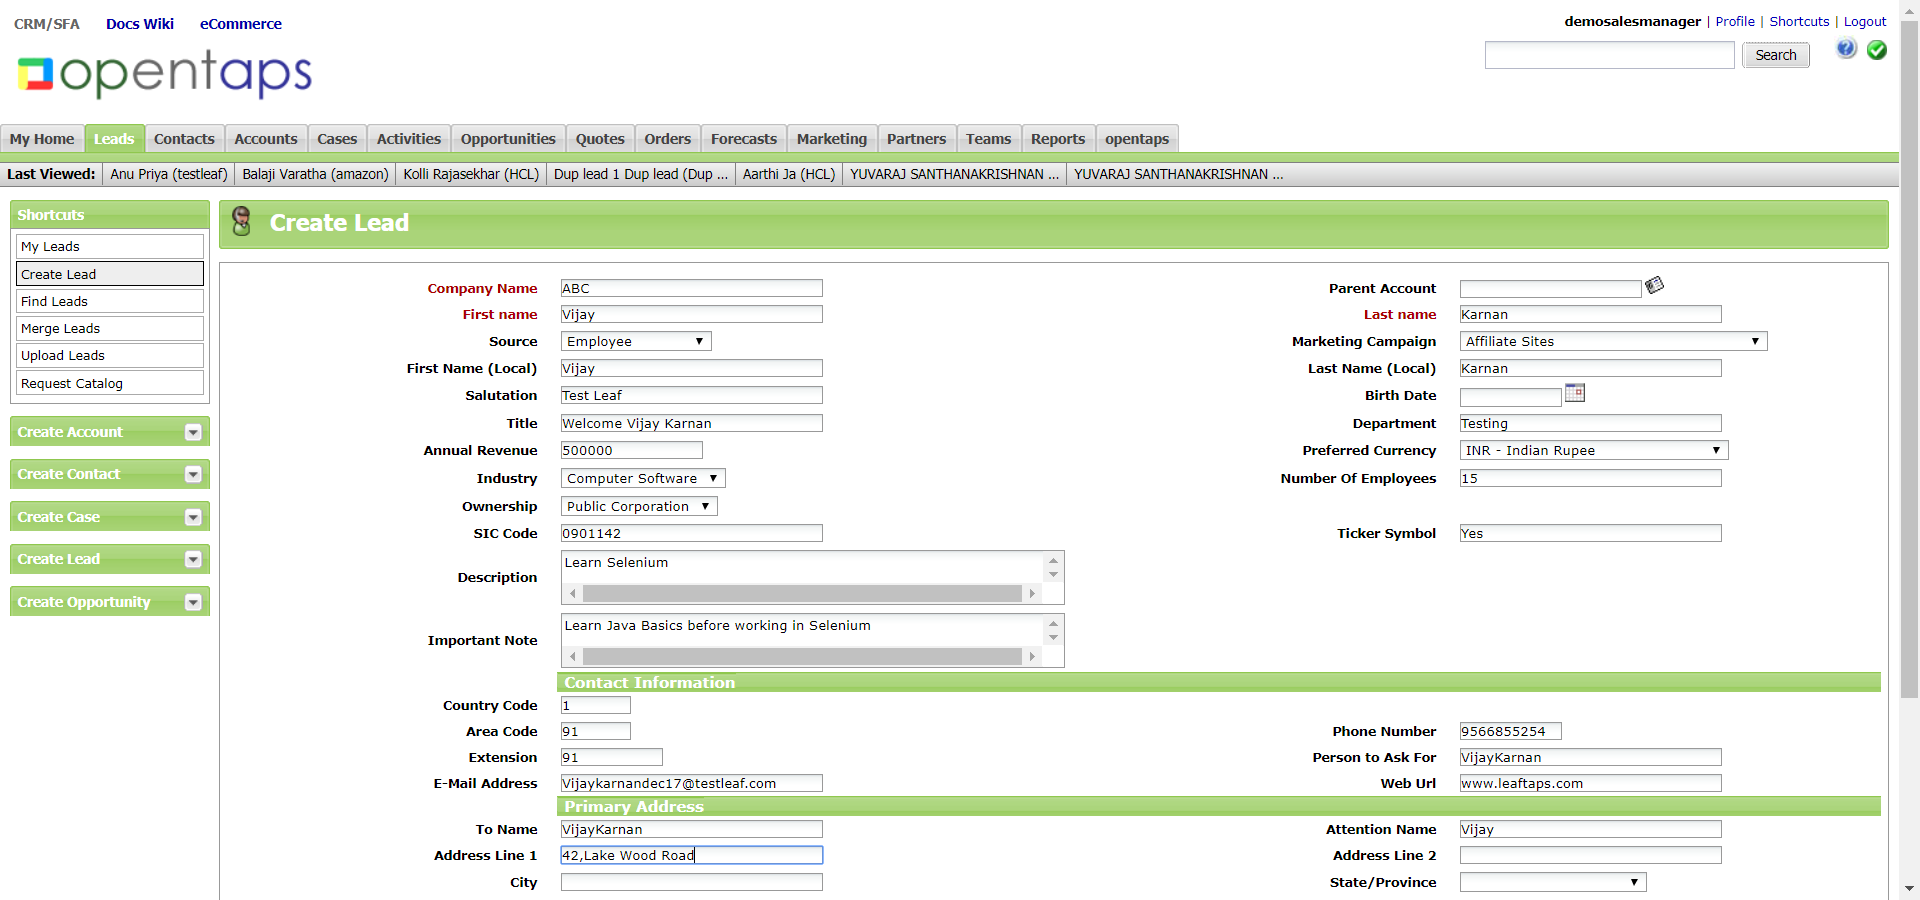 CRM/SFA Docs Wiki eCommerce
demosalesmanager | Profile | Shortcuts | Logout
opentaps
Search
My Home Leads Contacts Accounts Cases Activities Opportunities Quotes Orders Forecasts Marketing Partners Teams Reports opentaps
Last Viewed: Anu Priya (testleaf) Balaji Varatha (amazon) Kolli Rajasekhar (HCL) Dup lead 1 Dup lead (Dup ... Aarthi Ja (HCL) YUVARAJ SANTHANAKRISHNAN ... YUVARAJ SANTHANAKRISHNAN ...
Shortcuts
My Leads
Create Lead
Find Leads
Merge Leads
Upload Leads
Request Catalog
Create Account
Create Contact
Create Case
Create Lead
Create Opportunity
Create Lead
Company Name ABC Parent Account
First name Vijay Last name Karnan
Source Employee Marketing Campaign Affiliate Sites
First Name (Local) Vijay Last Name (Local) Karnan
Salutation Test Leaf Birth Date
Title Welcome Vijay Karnan Department Testing
Annual Revenue 500000 Preferred Currency INR - Indian Rupee
Industry Computer Software Number Of Employees 15
Ownership Public Corporation
SIC Code 0901142 Ticker Symbol Yes
Description Learn Selenium
Important Note Learn Java Basics before working in Selenium
Contact Information
Country Code 1
Area Code 91 Phone Number 9566855254
Extension 91 Person to Ask For VijayKarnan
E-Mail Address Vijaykarnandec17@testleaf.com Web Url www.leaftaps.com
Primary Address
To Name VijayKarnan Attention Name Vijay
Address Line 1 42,Lake Wood Road Address Line 2
City State/Province